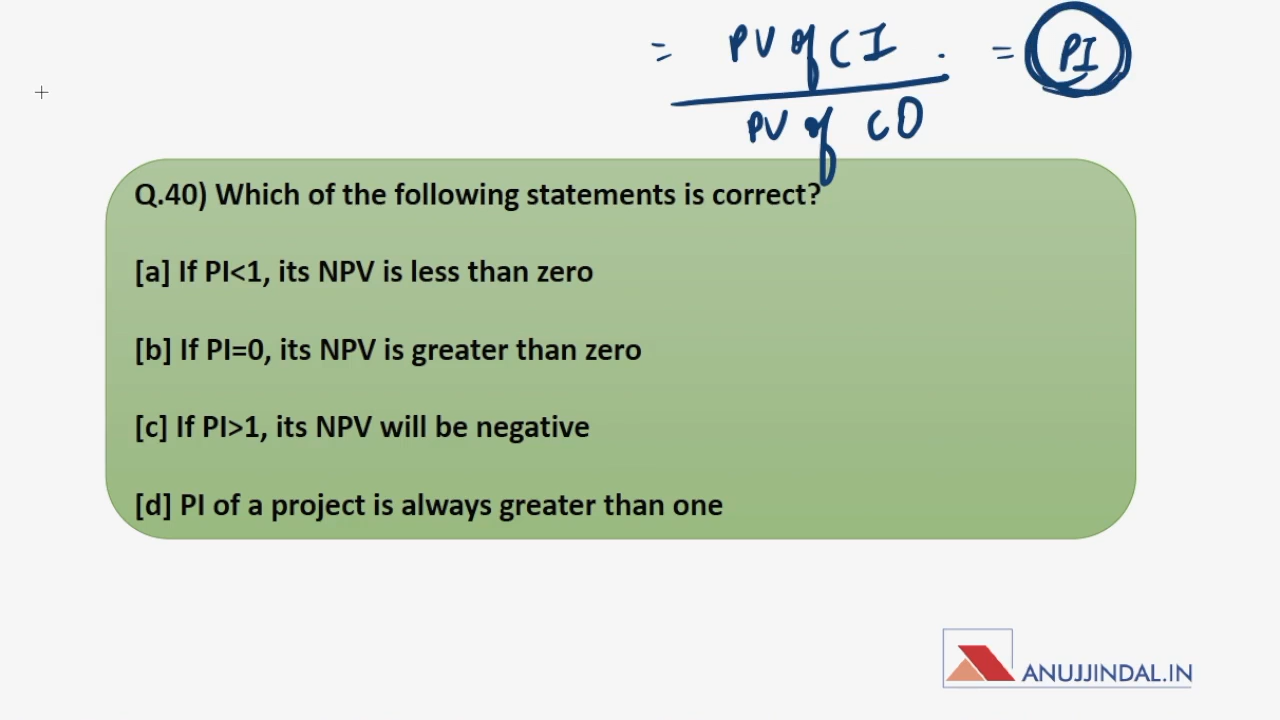 = PV of CI . = PI
PV of CO
Q.40) Which of the following statements is correct?
[a] If PI<1, its NPV is less than zero
[b] If PI=0, its NPV is greater than zero
[c] If PI>1, its NPV will be negative
[d] PI of a project is always greater than one
ANUJJINDAL.IN